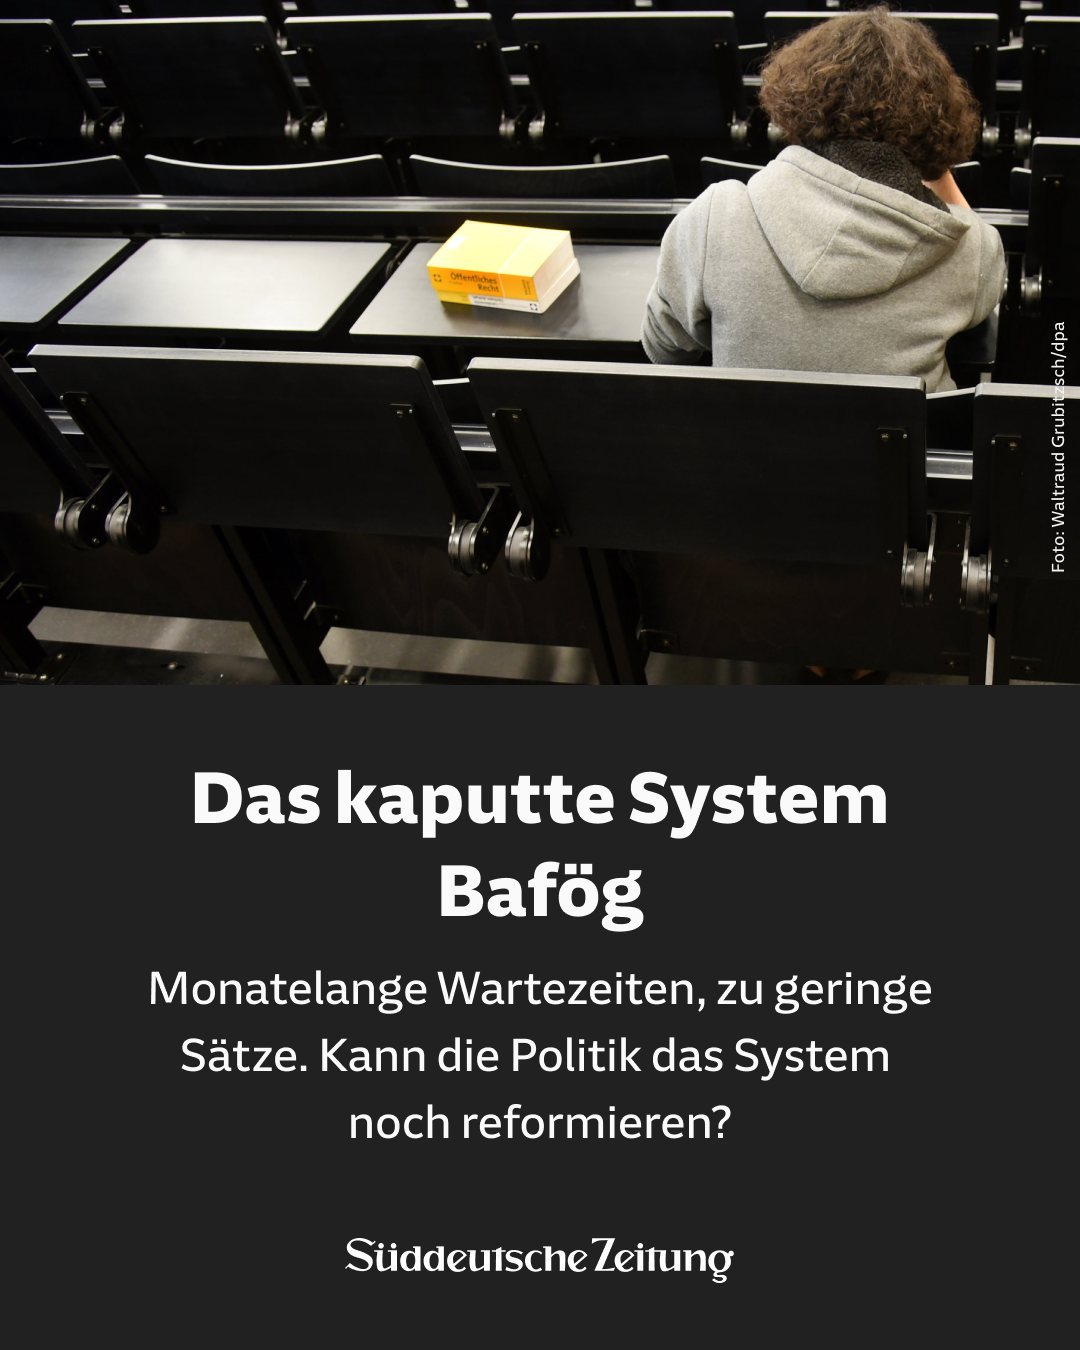 Öffentliches
Recht
Foto: Waltraud Grubitzsch/dpa
Das kaputte System
Bafög
Monatelange Wartezeiten, zu geringe
Sätze. Kann die Politik das System
noch reformieren?
Süddeutsche Zeitung